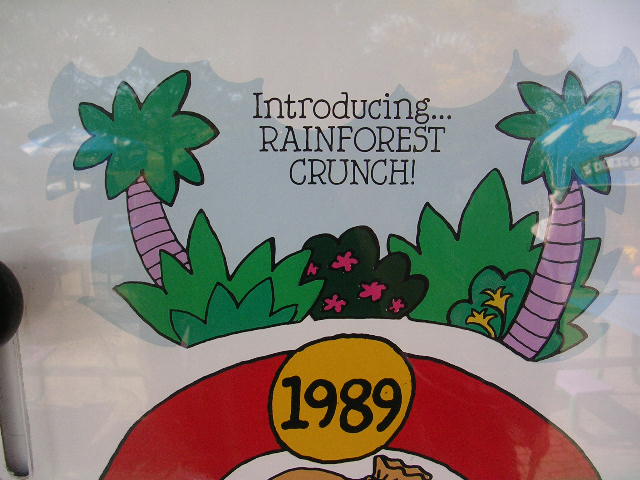 Introducing...
RAINFOREST
CRUNCH!
1989